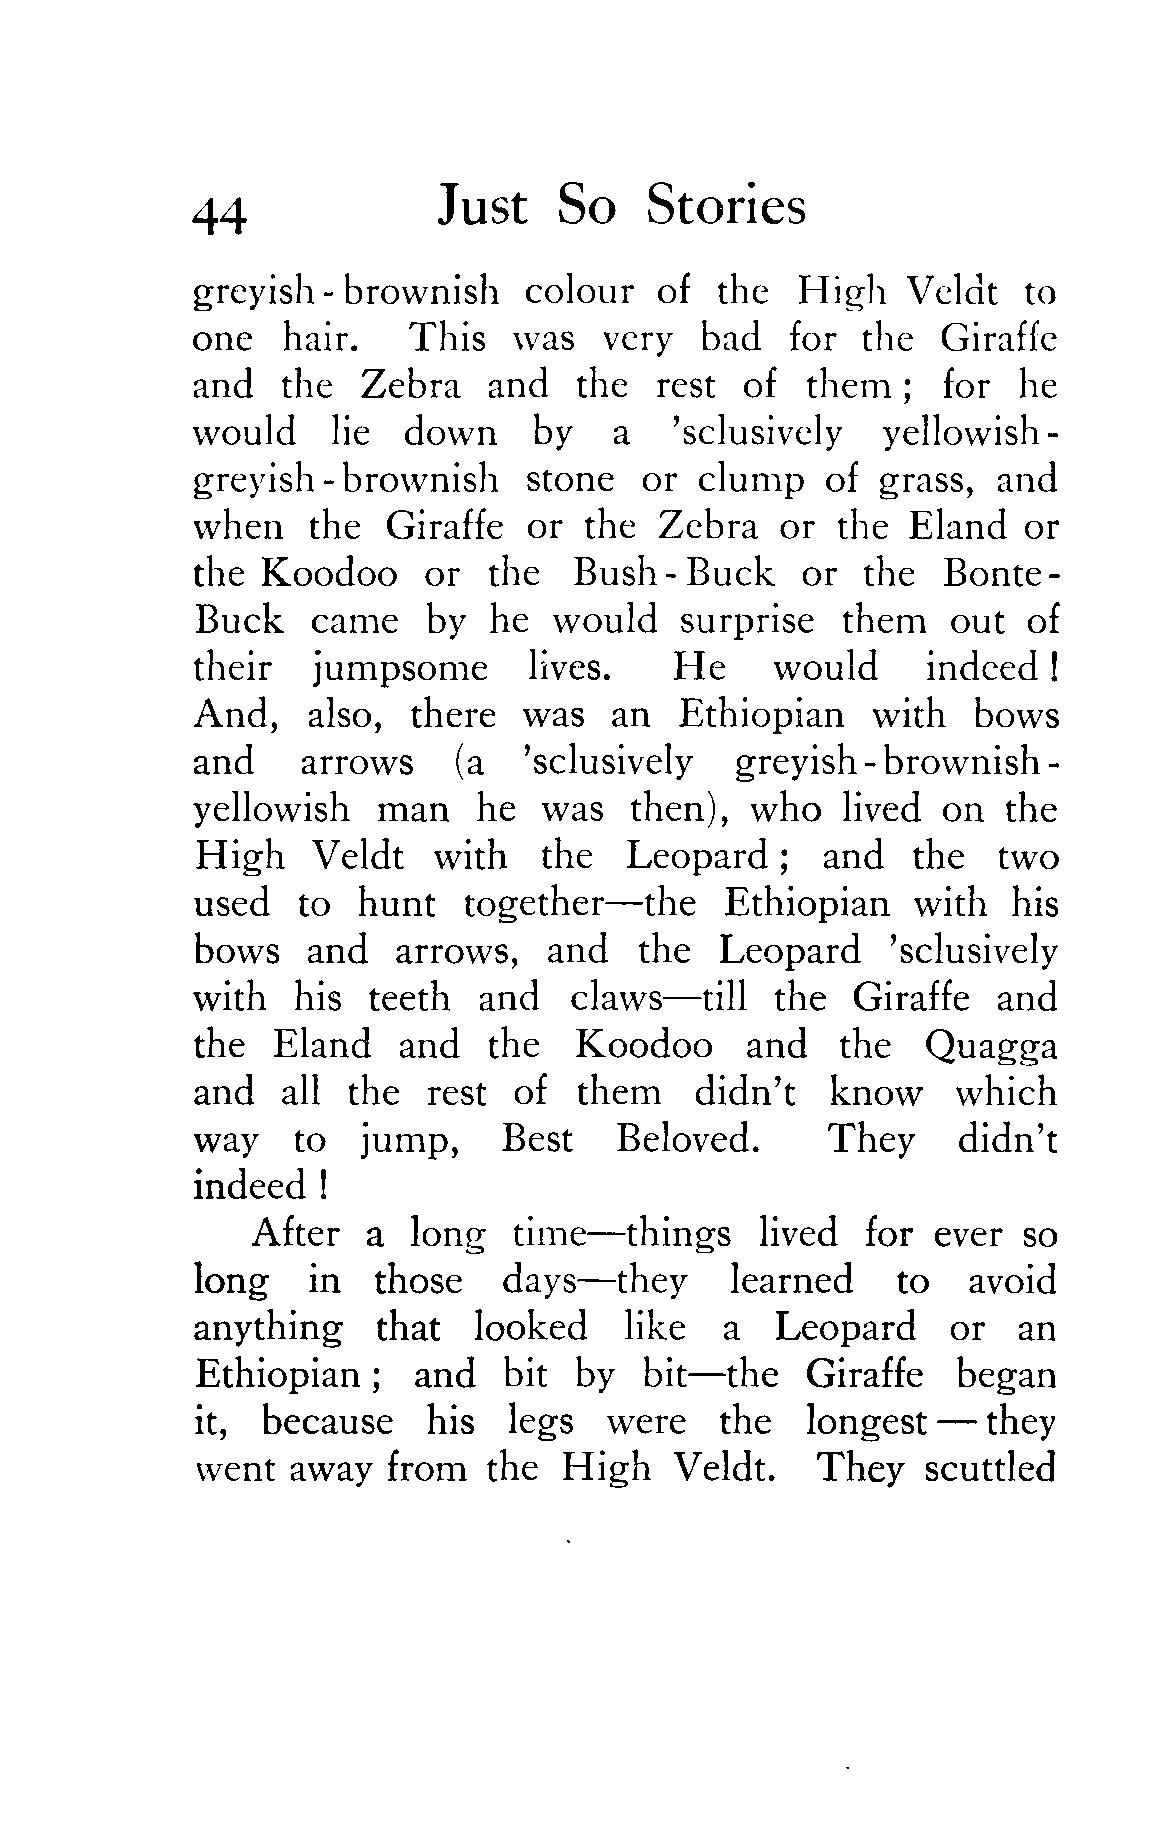 44 Just So Stories
greyish-brownish colour of the High Veldt to
one hair. This was very bad for the Giraffe
and the Zebra and the rest of them; for he
would lie down by a 'sclusively yellowish-
greyish-brownish stone or clump of grass, and
when the Giraffe or the Zebra or the Eland or
the Koodoo or the Bush-Buck or the Bonte-
Buck came by he would surprise them out of
their jumpsome lives. He would indeed!
And, also, there was an Ethiopian with bows
and arrows (a 'sclusively greyish-brownish-
yellowish man he was then), who lived on the
High Veldt with the Leopard; and the two
used to hunt together—the Ethiopian with his
bows and arrows, and the Leopard 'sclusively
with his teeth and claws—till the Giraffe and
the Eland and the Koodoo and the Quagga
and all the rest of them didn't know which
way to jump, Best Beloved. They didn't
indeed!
After a long time—things lived for ever so
long in those days—they learned to avoid
anything that looked like a Leopard or an
Ethiopian; and bit by bit—the Giraffe began
it, because his legs were the longest—they
went away from the High Veldt. They scuttled